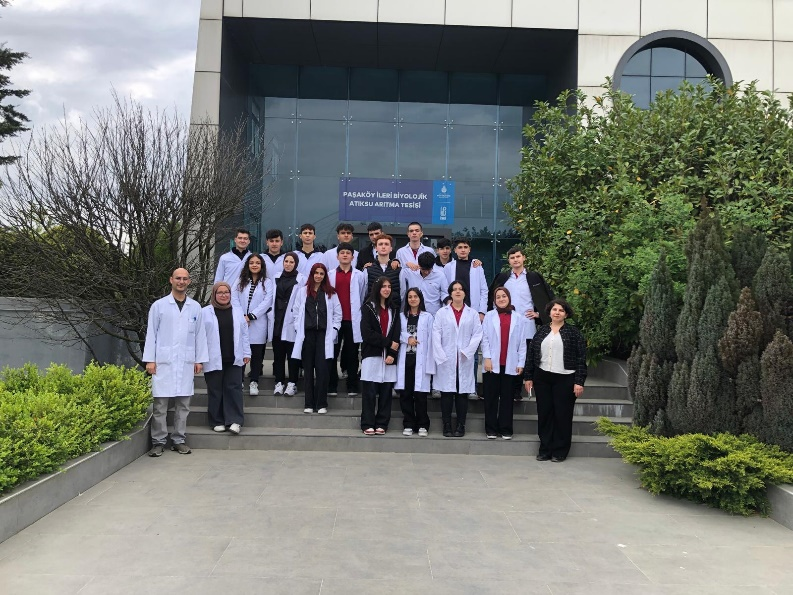 PAŞAKÖY İLERİ BİYOLOJİK
ATIKSU ARITMA TESİSİ